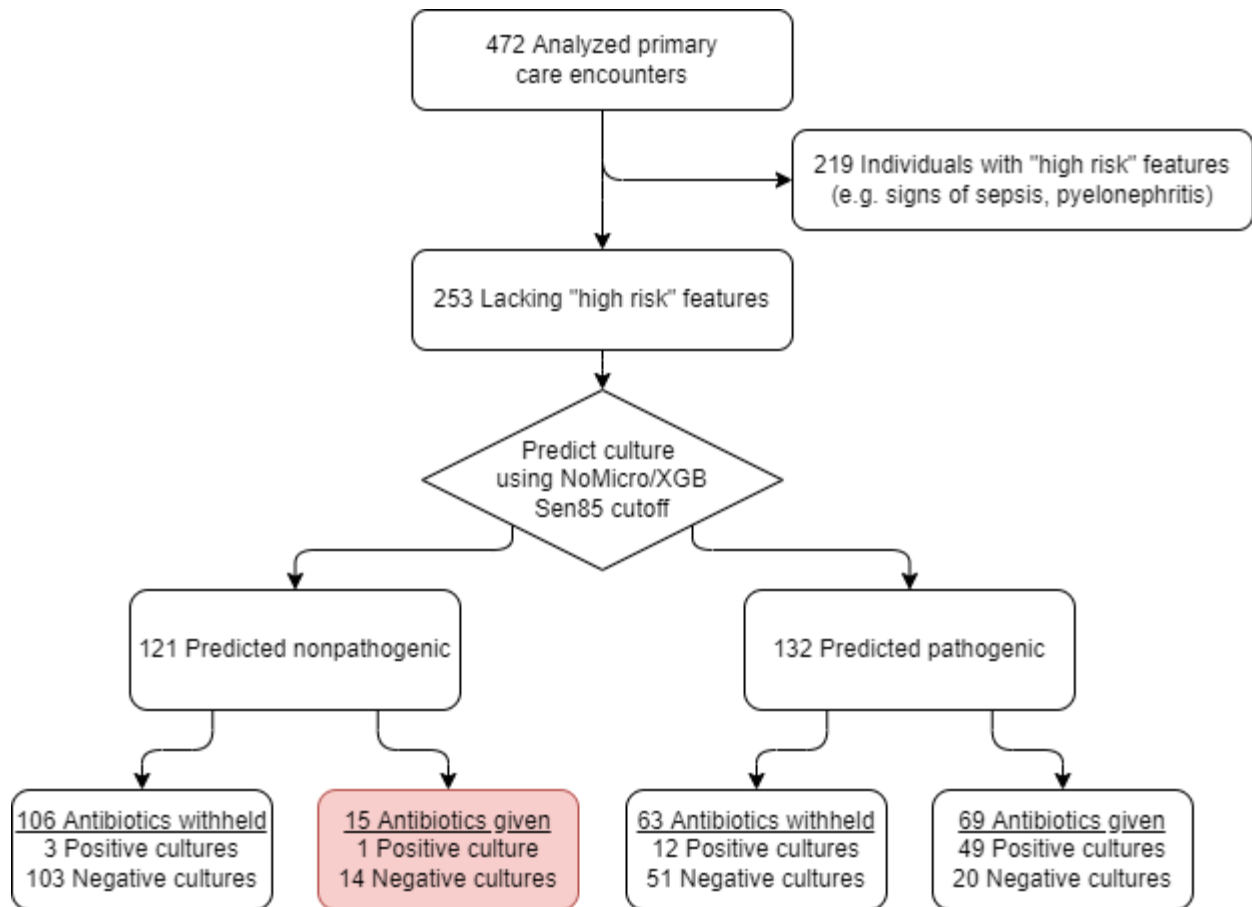 472 Analyzed primary
care encounters
219 Individuals with "high risk" features
(e.g. signs of sepsis, pyelonephritis)
253 Lacking "high risk" features
Predict culture
using NoMicro/XGB
Sen85 cutoff
121 Predicted nonpathogenic
132 Predicted pathogenic
106 Antibiotics withheld
3 Positive cultures
103 Negative cultures
15 Antibiotics given
1 Positive culture
14 Negative cultures
63 Antibiotics withheld
12 Positive cultures
51 Negative cultures
69 Antibiotics given
49 Positive cultures
20 Negative cultures